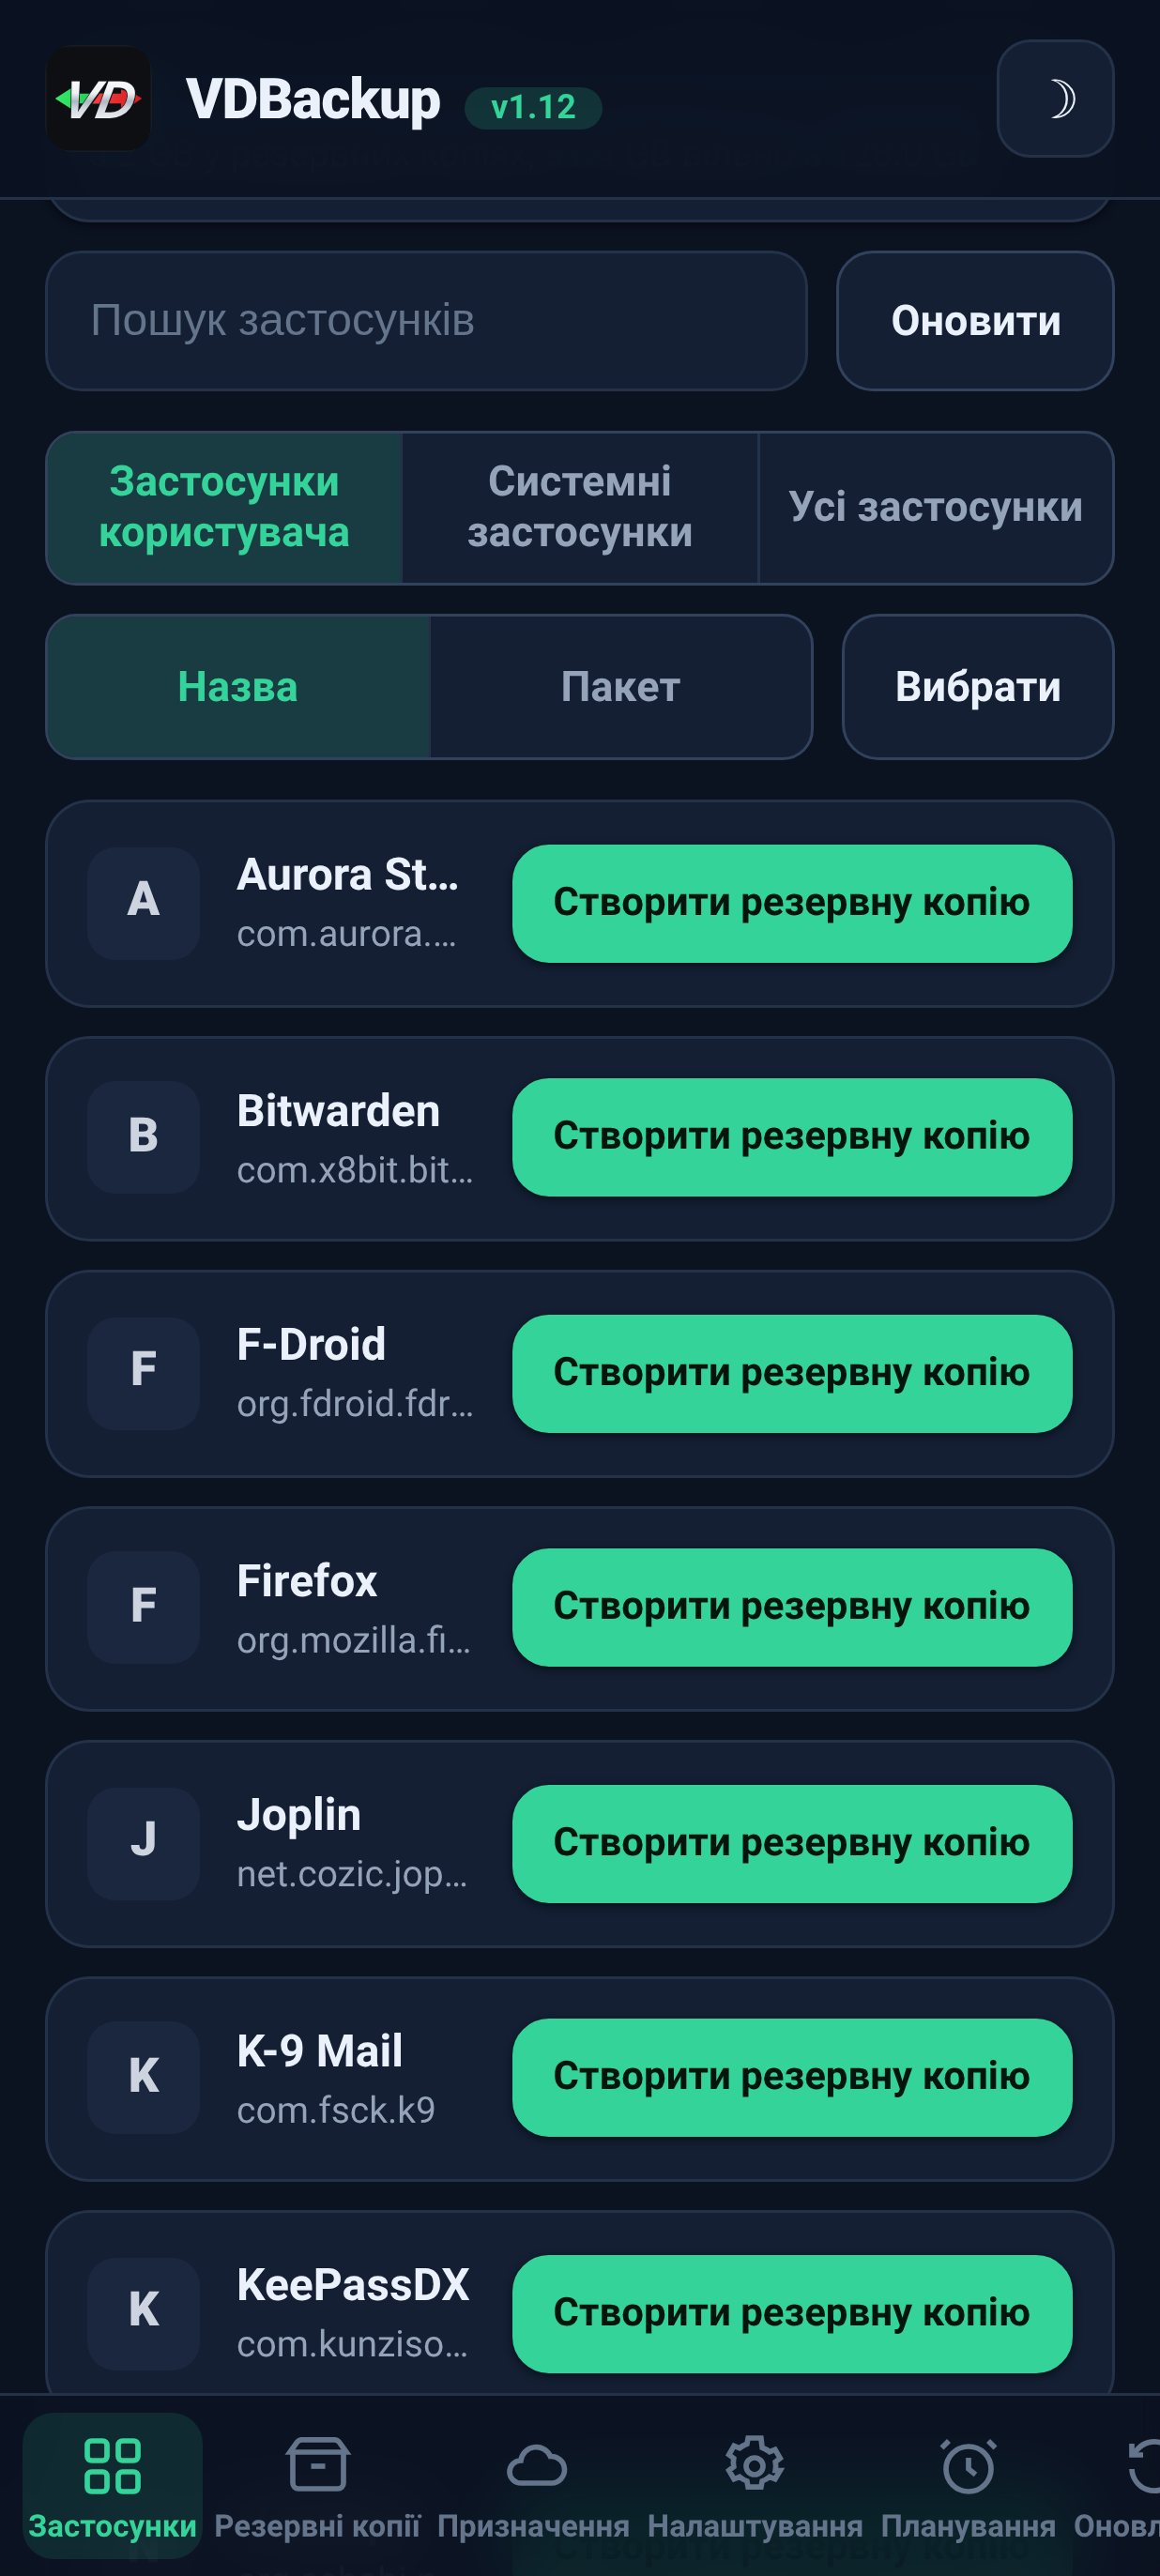 VD
VDBackup
v1.12
Пошук застосунків
Оновити
Застосунки
користувача
Системні
застосунки
Усі застосунки
Назва
Пакет
Вибрати
A
Aurora St...
com.aurora....
Створити резервну копію
B
Bitwarden
com.x8bit.bit...
Створити резервну копію
F
F-Droid
org.fdroid.fdr...
Створити резервну копію
F
Firefox
org.mozilla.fi...
Створити резервну копію
J
Joplin
net.cozic.jop...
Створити резервну копію
K
K-9 Mail
com.fsck.k9
Створити резервну копію
K
KeePassDX
com.kunziso...
Створити резервну копію
Застосунки
Резервні копії
Призначення
Налаштування
Планування